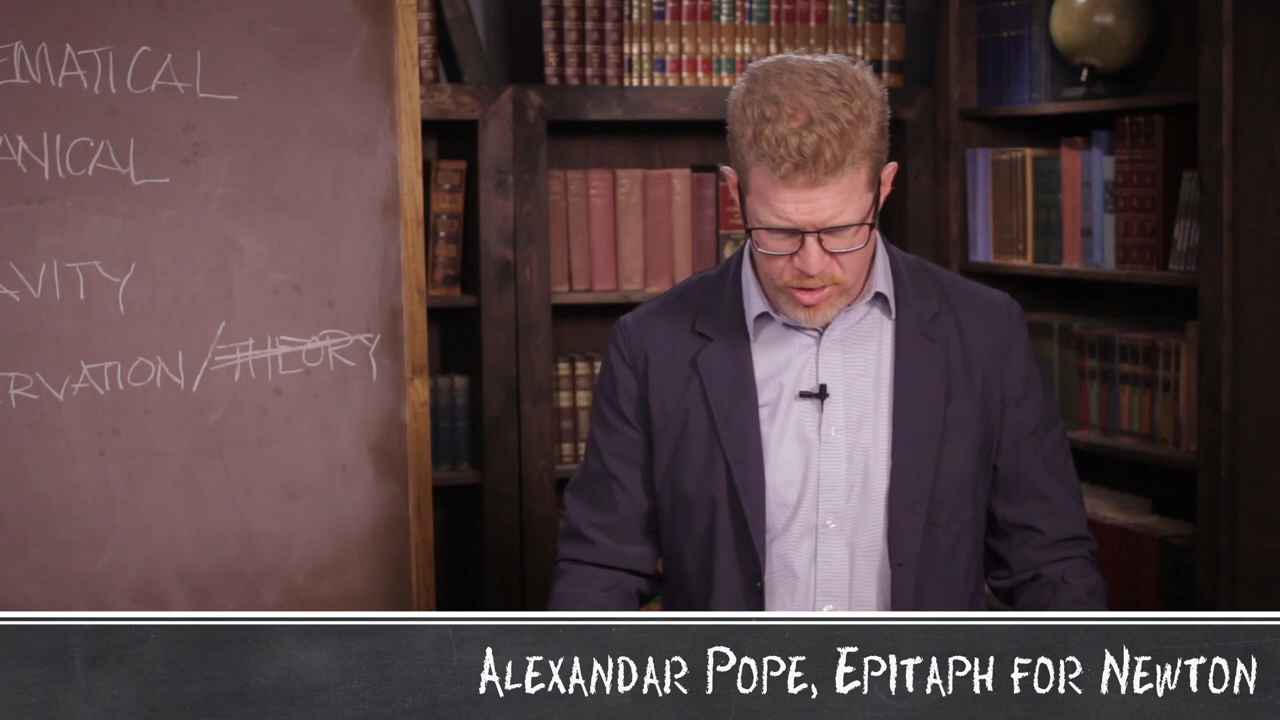 EMATICAL
ANICAL
AVITY
RVATION/THEORY
ALEXANDAR POPE, EPITAPH FOR NEWTON